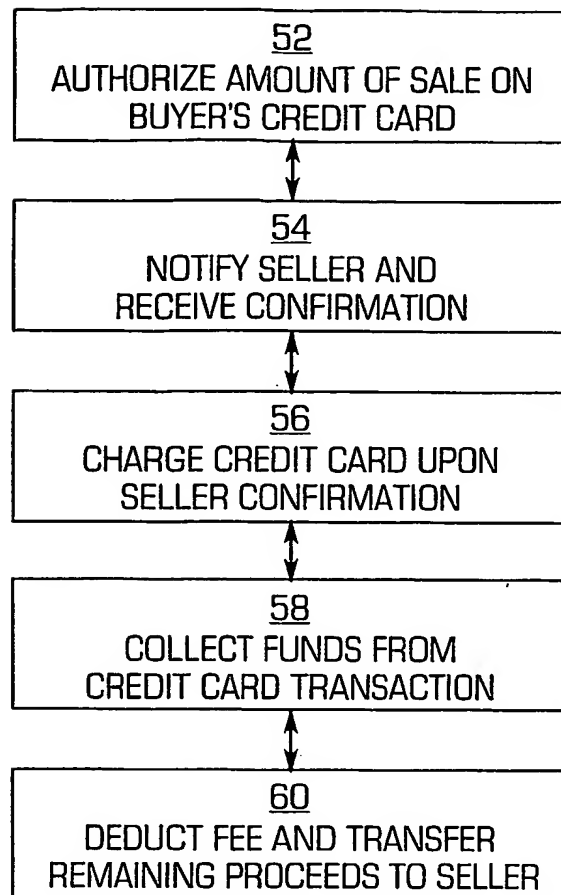 52
AUTHORIZE AMOUNT OF SALE ON
BUYER'S CREDIT CARD
54
NOTIFY SELLER AND
RECEIVE CONFIRMATION
56
CHARGE CREDIT CARD UPON
SELLER CONFIRMATION
58
COLLECT FUNDS FROM
CREDIT CARD TRANSACTION
60
DEDUCT FEE AND TRANSFER
REMAINING PROCEEDS TO SELLER